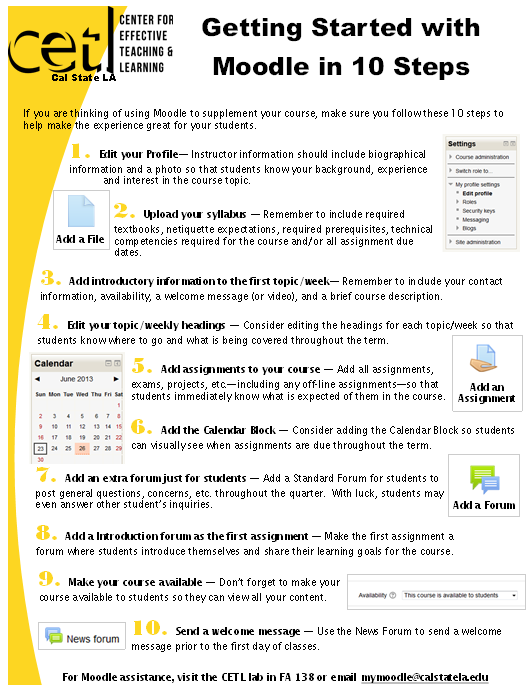 cetl
CENTER FOR
EFFECTIVE
TEACHING &
LEARNING
Cal State LA
Getting Started with
Moodle in 10 Steps
If you are thinking of using Moodle to supplement your course, make sure you follow these 10 steps to
help make the experience great for your students.
1. Edit your Profile— Instructor information should include biographical
information and a photo so that students know your background, experience
and interest in the course topic.
Settings
Course administration
Switch role to...
My profile settings
Edit profile
Roles
Security keys
Messaging
Blogs
Site administration
Add a File
2. Upload your syllabus — Remember to include required
textbooks, netiquette expectations, required prerequisites, technical
competencies required for the course and/or all assignment due
dates.
3. Add introductory information to the first topic/week— Remember to include your contact
information, availability, a welcome message (or video), and a brief course description.
4. Edit your topic/weekly headings — Consider editing the headings for each topic/week so that
students know where to go and what is being covered throughout the term.
Calendar
June 2013
Sun Mon Tue Wed Thu Fri Sat
1
2 3 4 5 6 7 8
9 10 11 12 13 14 15
16 17 18 19 20 21 22
23 24 25 26 27 28 29
30
5. Add assignments to your course — Add all assignments,
exams, projects, etc.—including any off-line assignments—so that
students immediately know what is expected of them in the course.
Add an
Assignment
6. Add the Calendar Block — Consider adding the Calendar Block so students
can visually see when assignments are due throughout the term.
7. Add an extra forum just for students — Add a Standard Forum for students to
post general questions, concerns, etc. throughout the quarter. With luck, students may
even answer other student's inquiries.
Add a Forum
8. Add a Introduction forum as the first assignment — Make the first assignment a
forum where students introduce themselves and share their learning goals for the course.
9. Make your course available — Don't forget to make your
course available to students so they can view all your content.
Availability
This course is available to students
News forum
10. Send a welcome message — Use the News Forum to send a welcome
message prior to the first day of classes.
For Moodle assistance, visit the CETL lab in FA 138 or email mymoodle@calstatela.edu